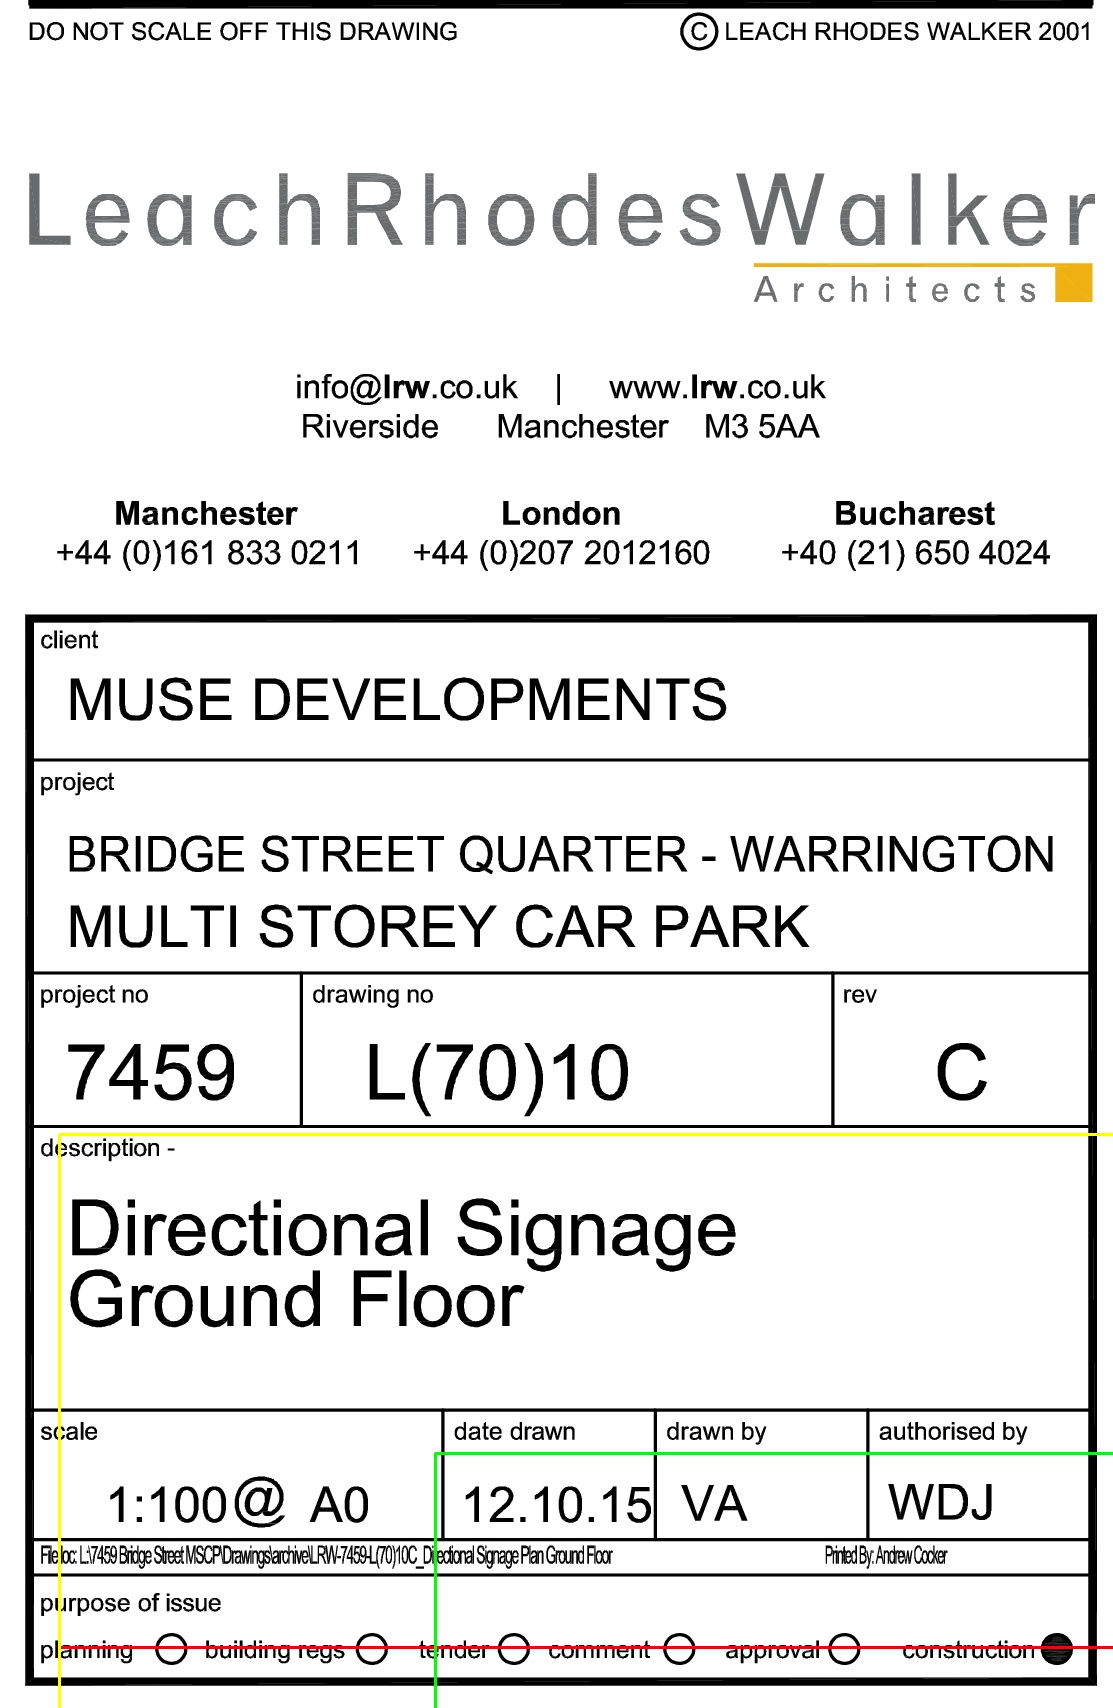 DO NOT SCALE OFF THIS DRAWING © LEACH RHODES WALKER 2001
LeachRhodesWalker
Architects
info@lrw.co.uk | www.lrw.co.uk
Riverside Manchester M3 5AA
Manchester London Bucharest
+44 (0)161 833 0211 +44 (0)207 2012160 +40 (21) 650 4024
client
MUSE DEVELOPMENTS
project
BRIDGE STREET QUARTER - WARRINGTON
MULTI STOREY CAR PARK
project no drawing no rev
7459 L(70)10 C
description -
Directional Signage
Ground Floor
scale date drawn drawn by authorised by
1:100@ A0 12.10.15 VA WDJ
File loc: L:\7459 Bridge Street MSCP\Drawings\archive\LRW-7459-L(70)10C_Directional Signage Plan Ground Floor Printed By: Andrew Cocker
purpose of issue
planning building regs tender comment approval construction